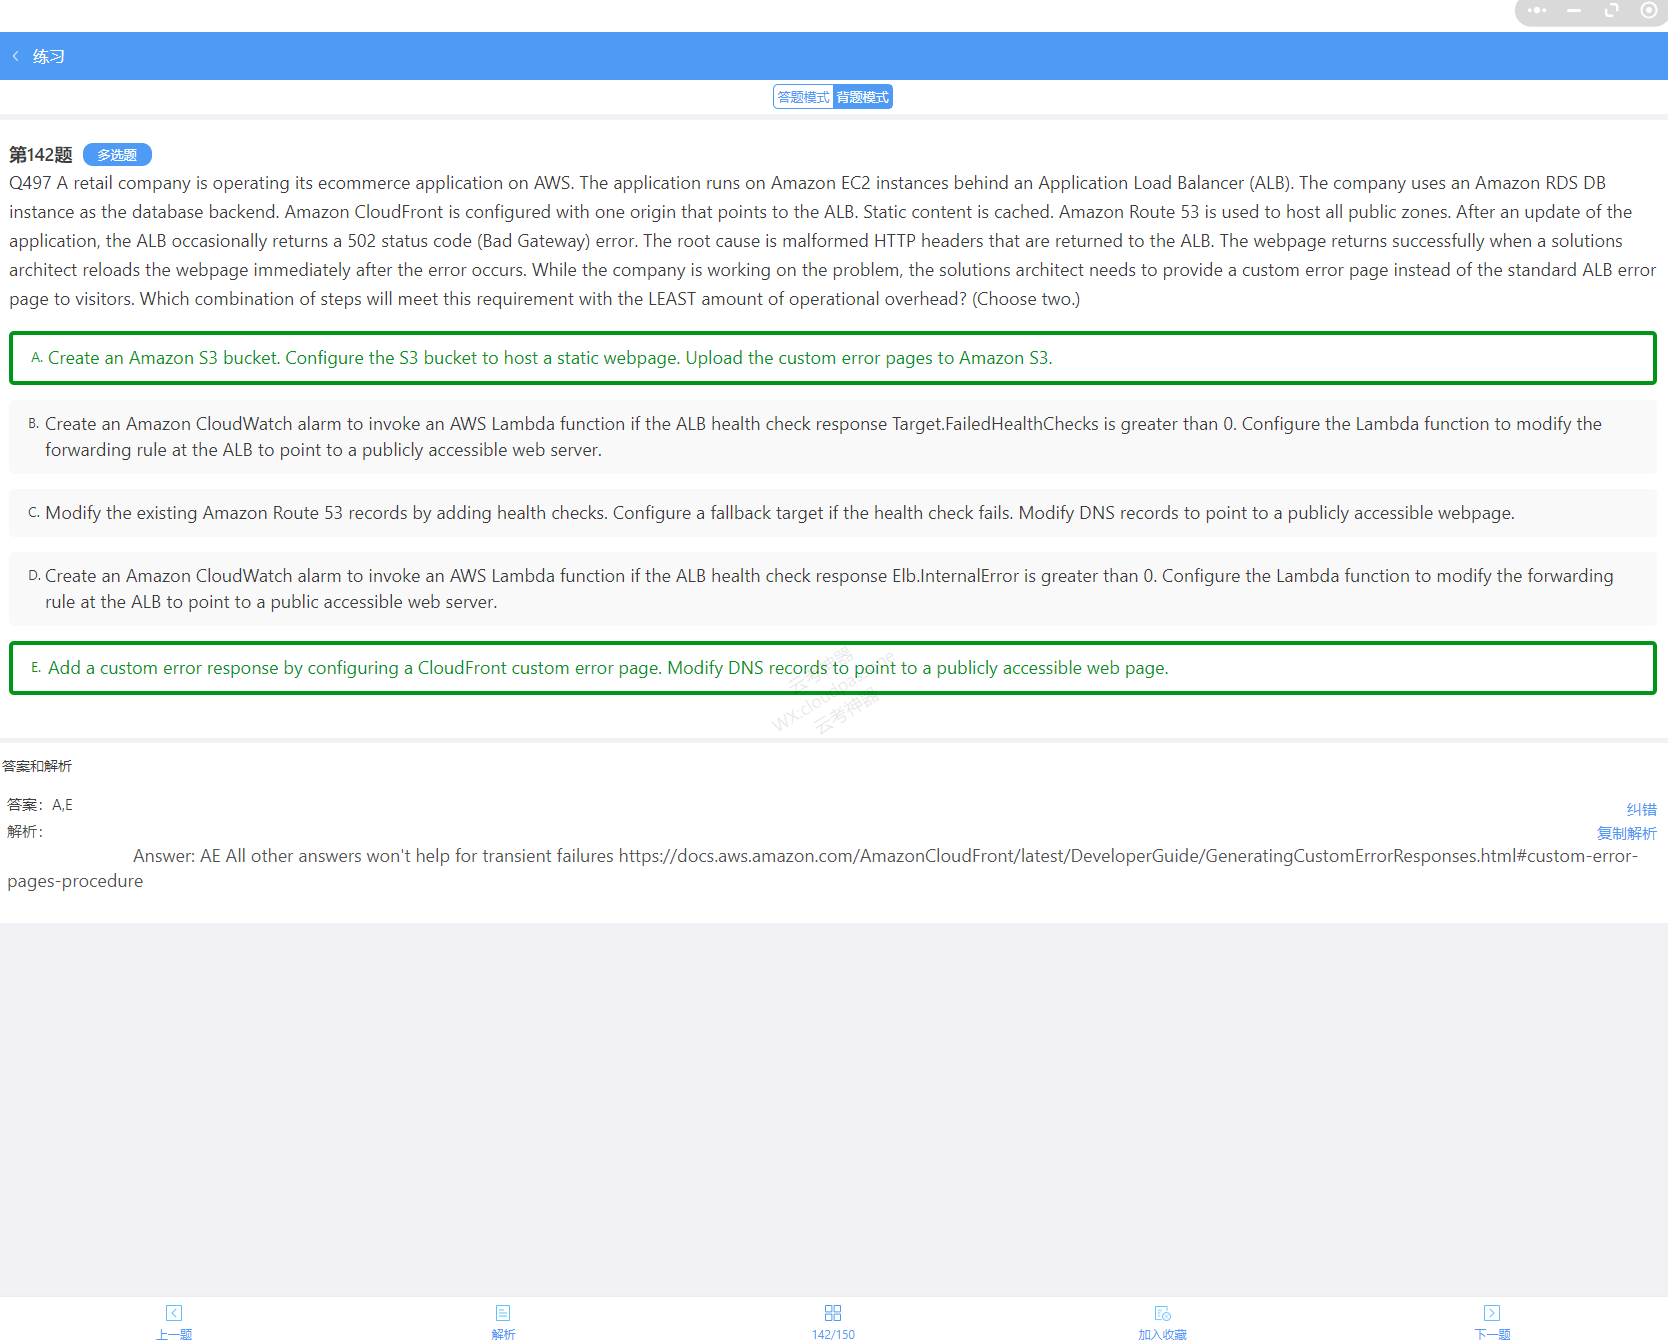 练习
答题模式 背题模式
第142题 多选题
Q497 A retail company is operating its ecommerce application on AWS. The application runs on Amazon EC2 instances behind an Application Load Balancer (ALB). The company uses an Amazon RDS DB
instance as the database backend. Amazon CloudFront is configured with one origin that points to the ALB. Static content is cached. Amazon Route 53 is used to host all public zones. After an update of the
application, the ALB occasionally returns a 502 status code (Bad Gateway) error. The root cause is malformed HTTP headers that are returned to the ALB. The webpage returns successfully when a solutions
architect reloads the webpage immediately after the error occurs. While the company is working on the problem, the solutions architect needs to provide a custom error page instead of the standard ALB error
page to visitors. Which combination of steps will meet this requirement with the LEAST amount of operational overhead? (Choose two.)
A. Create an Amazon S3 bucket. Configure the S3 bucket to host a static webpage. Upload the custom error pages to Amazon S3.
B. Create an Amazon CloudWatch alarm to invoke an AWS Lambda function if the ALB health check response Target.FailedHealthChecks is greater than 0. Configure the Lambda function to modify the
forwarding rule at the ALB to point to a publicly accessible web server.
C. Modify the existing Amazon Route 53 records by adding health checks. Configure a fallback target if the health check fails. Modify DNS records to point to a publicly accessible webpage.
D. Create an Amazon CloudWatch alarm to invoke an AWS Lambda function if the ALB health check response Elb.InternalError is greater than 0. Configure the Lambda function to modify the forwarding
rule at the ALB to point to a public accessible web server.
E. Add a custom error response by configuring a CloudFront custom error page. Modify DNS records to point to a publicly accessible web page.
云考神器
云考神器
答案和解析
答案：A,E
纠错
解析：
复制解析
Answer: AE All other answers won't help for transient failures https://docs.aws.amazon.com/AmazonCloudFront/latest/DeveloperGuide/GeneratingCustomErrorResponses.html#custom-error-
pages-procedure
上一题 解析 142/150 加入收藏 下一题